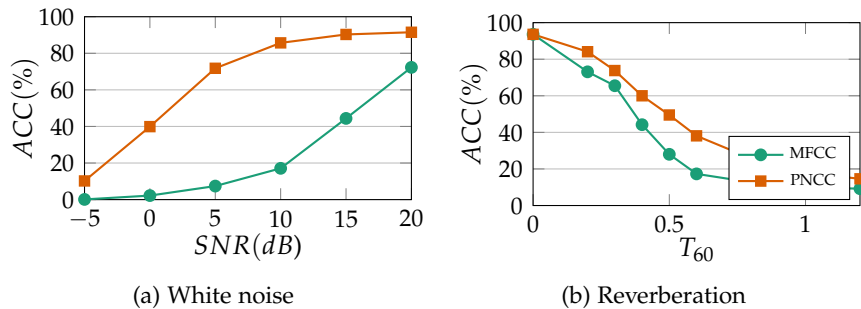 100
80
60
40
20
0
ACC(%)
−5 0 5 10 15 20
SNR(dB)
(a) White noise
100
80
60
40
20
0
ACC(%)
MFCC
PNCC
0 0.5 1
T60
(b) Reverberation